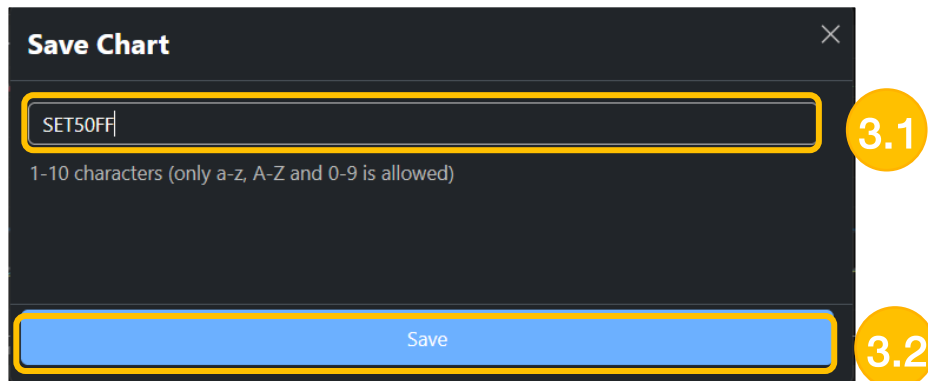 Save Chart
SET50FF
3.1
1-10 characters (only a-z, A-Z and 0-9 is allowed)
Save
3.2